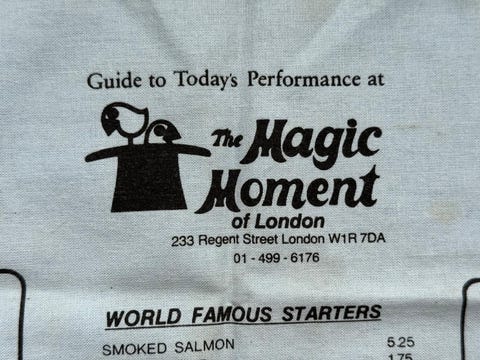 Guide to Today's Performance at
The Magic
Moment
of London
233 Regent Street London W1R 7DA
01 - 499 - 6176
WORLD FAMOUS STARTERS
SMOKED SALMON 5.25
1.75